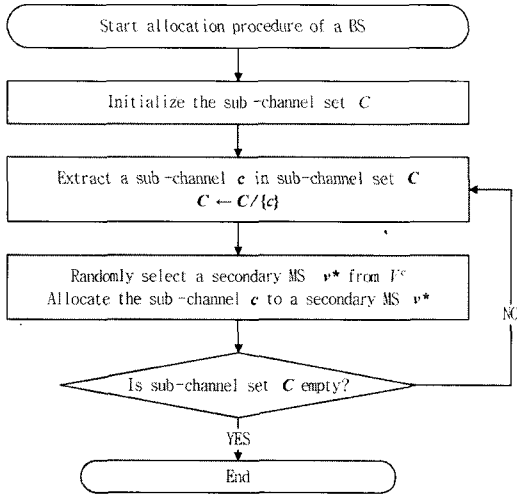 Start allocation procedure of a BS
Initialize the sub-channel set C
Extract a sub-channel c in sub-channel set C
C ← C/{c}
Randomly select a secondary MS v* from V^c
Allocate the sub-channel c to a secondary MS v*
Is sub-channel set C empty?
NO
YES
End